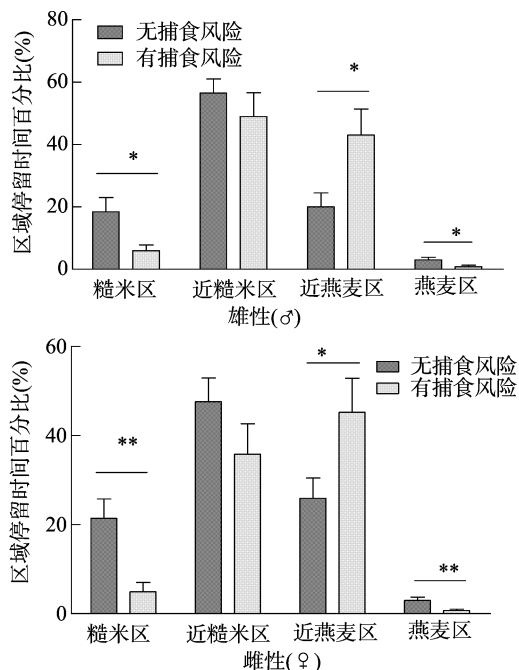 区域停留时间百分比(%)
80
60
40
20
0
无捕食风险
有捕食风险
*
*
*
糙米区 近糙米区 近燕麦区 燕麦区
雄性(♂)
区域停留时间百分比(%)
60
40
20
0
无捕食风险
有捕食风险
**
*
**
糙米区 近糙米区 近燕麦区 燕麦区
雌性(♀)